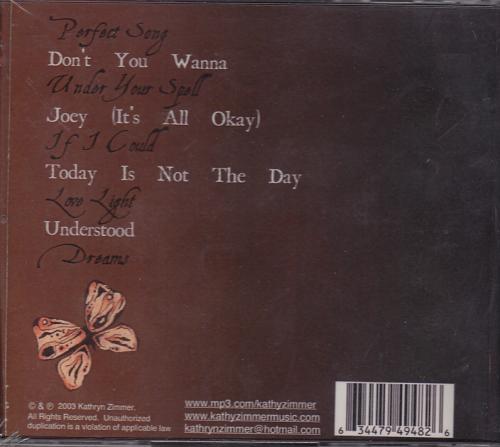 Perfect Song
Don't You Wanna
Under Your Spell
Joey (It's All Okay)
If I Could
Today Is Not The Day
Love Light
Understood
Dreams
© & ℗ 2003 Kathryn Zimmer.
All Rights Reserved. Unauthorized
duplication is a violation of applicable law
www.mp3.com/kathyzimmer
www.kathyzimmermusic.com
kathrynzimmer@hotmail.com
6 34479 49482 6